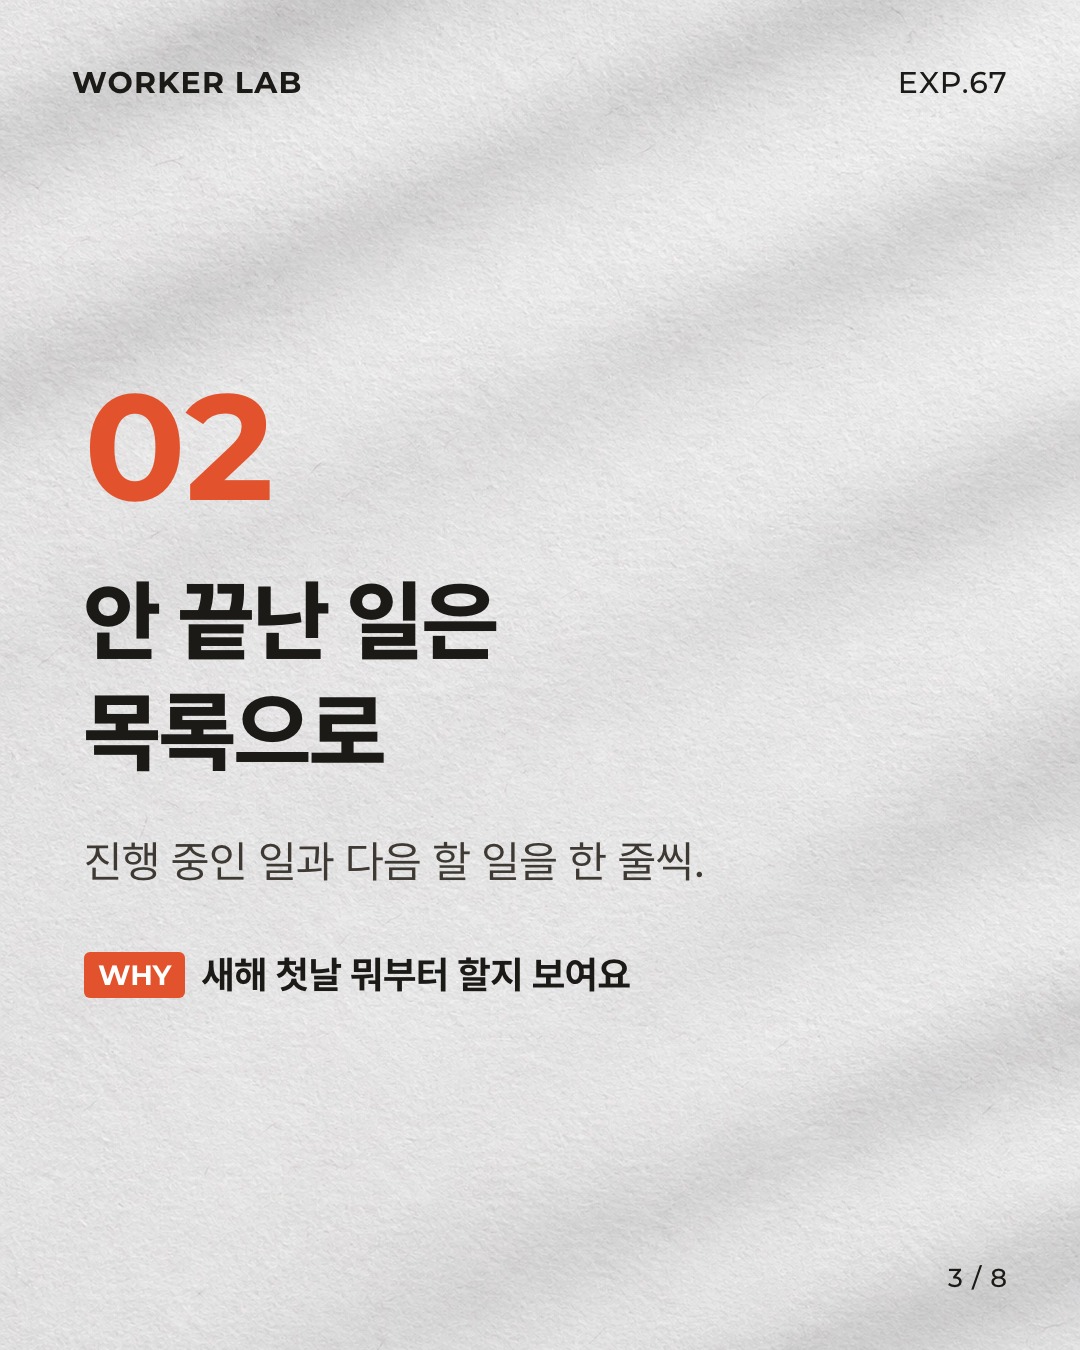 WORKER LAB
EXP.67
02
안 끝난 일은
목록으로
진행 중인 일과 다음 할 일을 한 줄씩.
WHY 새해 첫날 뭐부터 할지 보여요
3 / 8